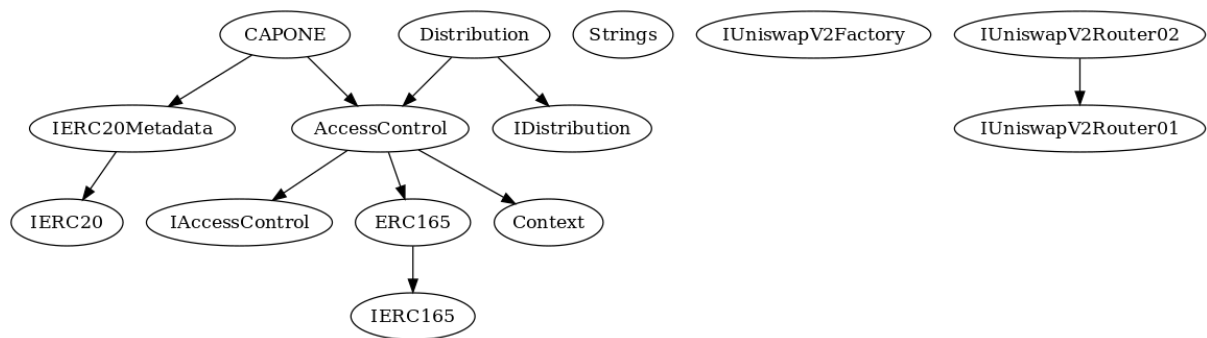 CAPONE
Distribution
Strings
IUniswapV2Factory
IUniswapV2Router02
IERC20Metadata
AccessControl
IDistribution
IUniswapV2Router01
IERC20
IAccessControl
ERC165
Context
IERC165